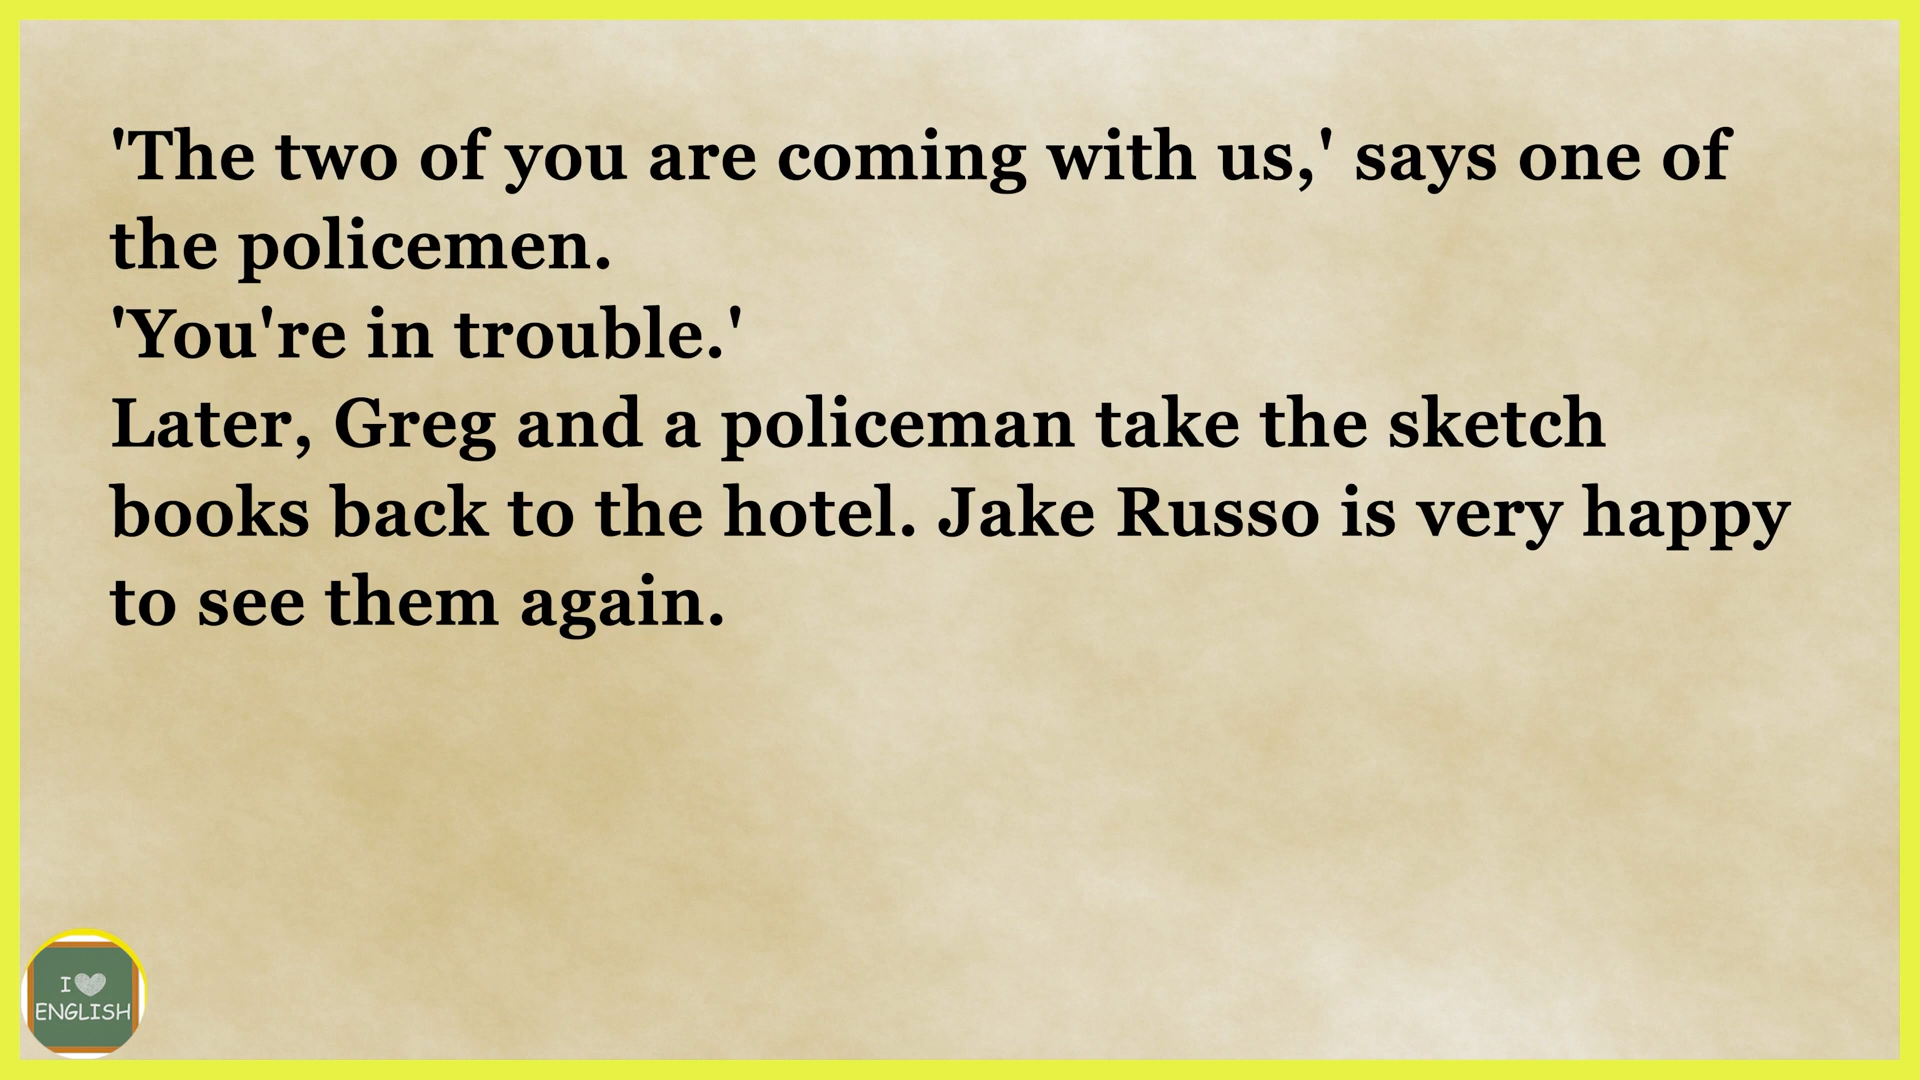 'The two of you are coming with us,' says one of
the policemen.
'You're in trouble.'
Later, Greg and a policeman take the sketch
books back to the hotel. Jake Russo is very happy
to see them again.
I
ENGLISH